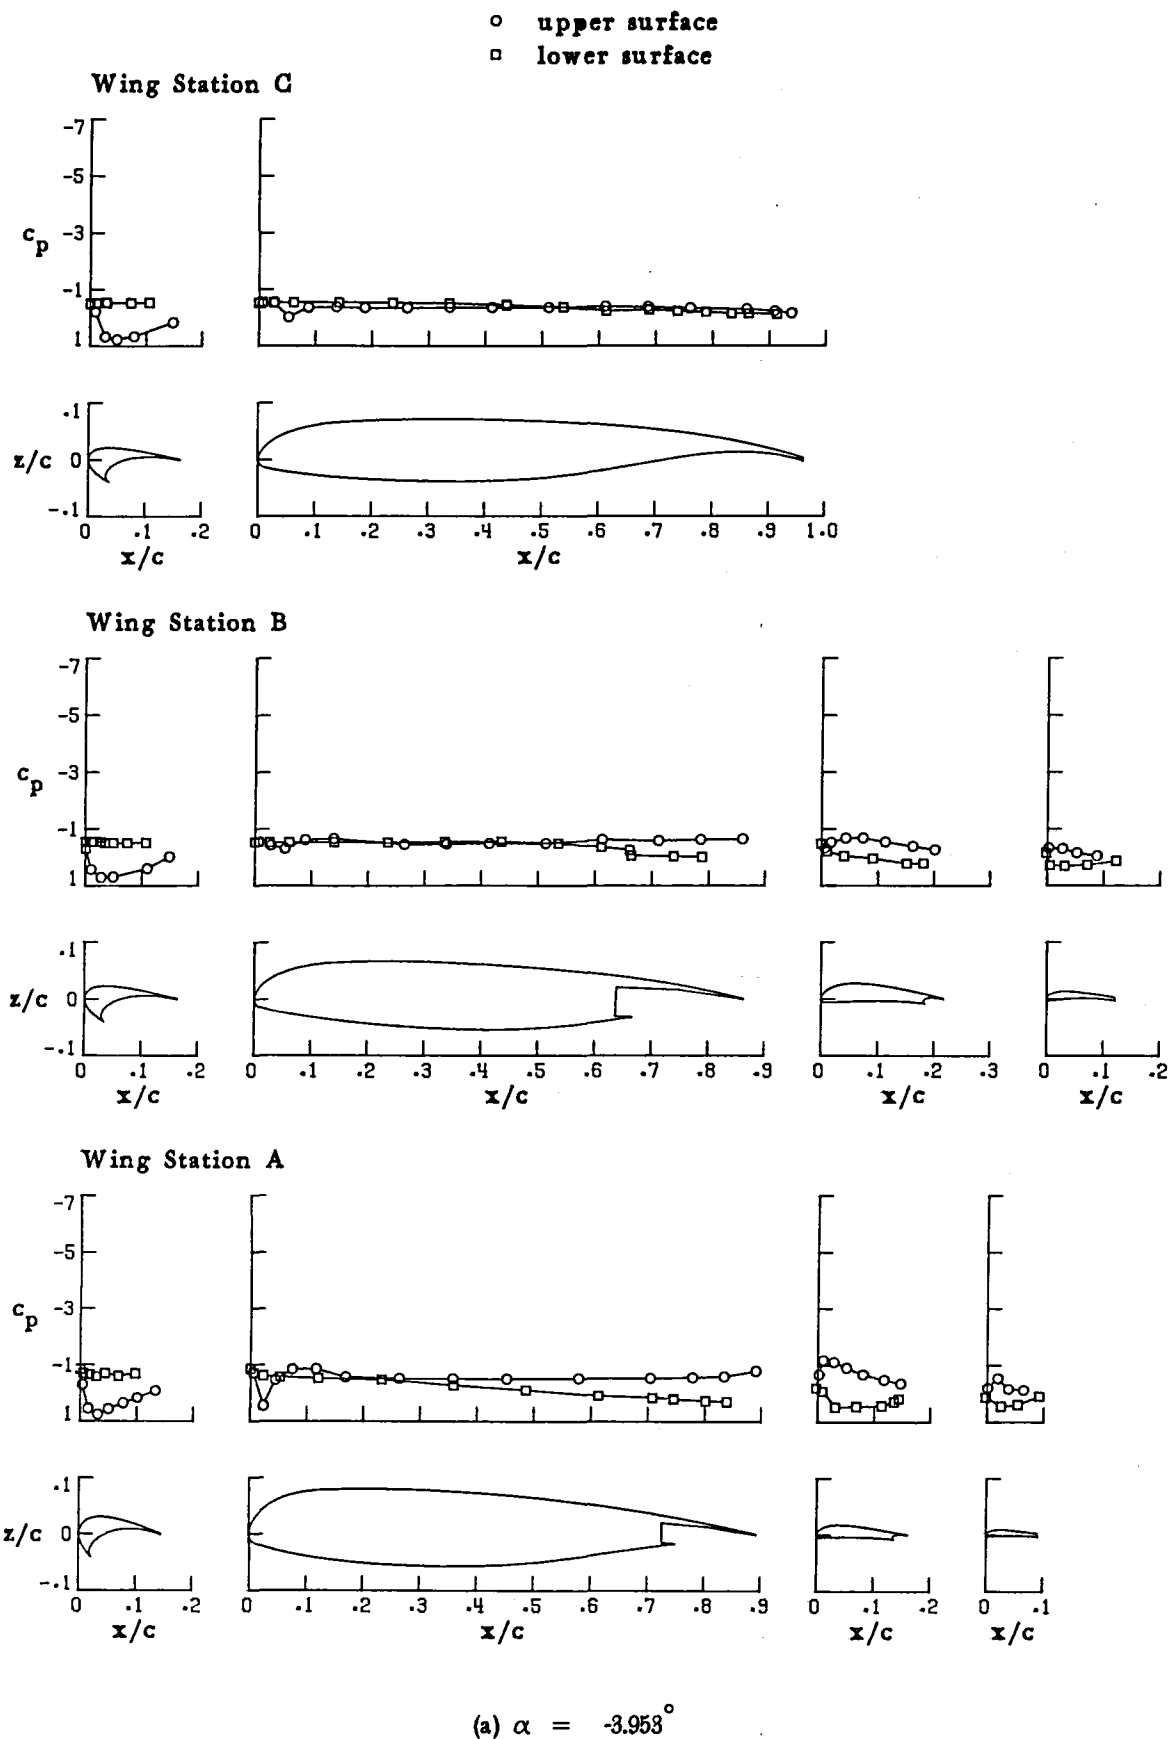 upper surface
lower surface
Wing Station C
-7
-5
-3
-1
1
c_p
.1
0
-.1
z/c
0 .1 .2
0 .1 .2 .3 .4 .5 .6 .7 .8 .9 1.0
x/c x/c
Wing Station B
-7
-5
-3
-1
1
c_p
.1
0
-.1
z/c
0 .1 .2
0 .1 .2 .3 .4 .5 .6 .7 .8 .9
0 .1 .2 .3
0 .1 .2
x/c x/c x/c x/c
Wing Station A
-7
-5
-3
-1
1
c_p
.1
0
-.1
z/c
0 .1 .2
0 .1 .2 .3 .4 .5 .6 .7 .8 .9
0 .1 .2
0 .1
x/c x/c x/c x/c
(a) α = -3.953°